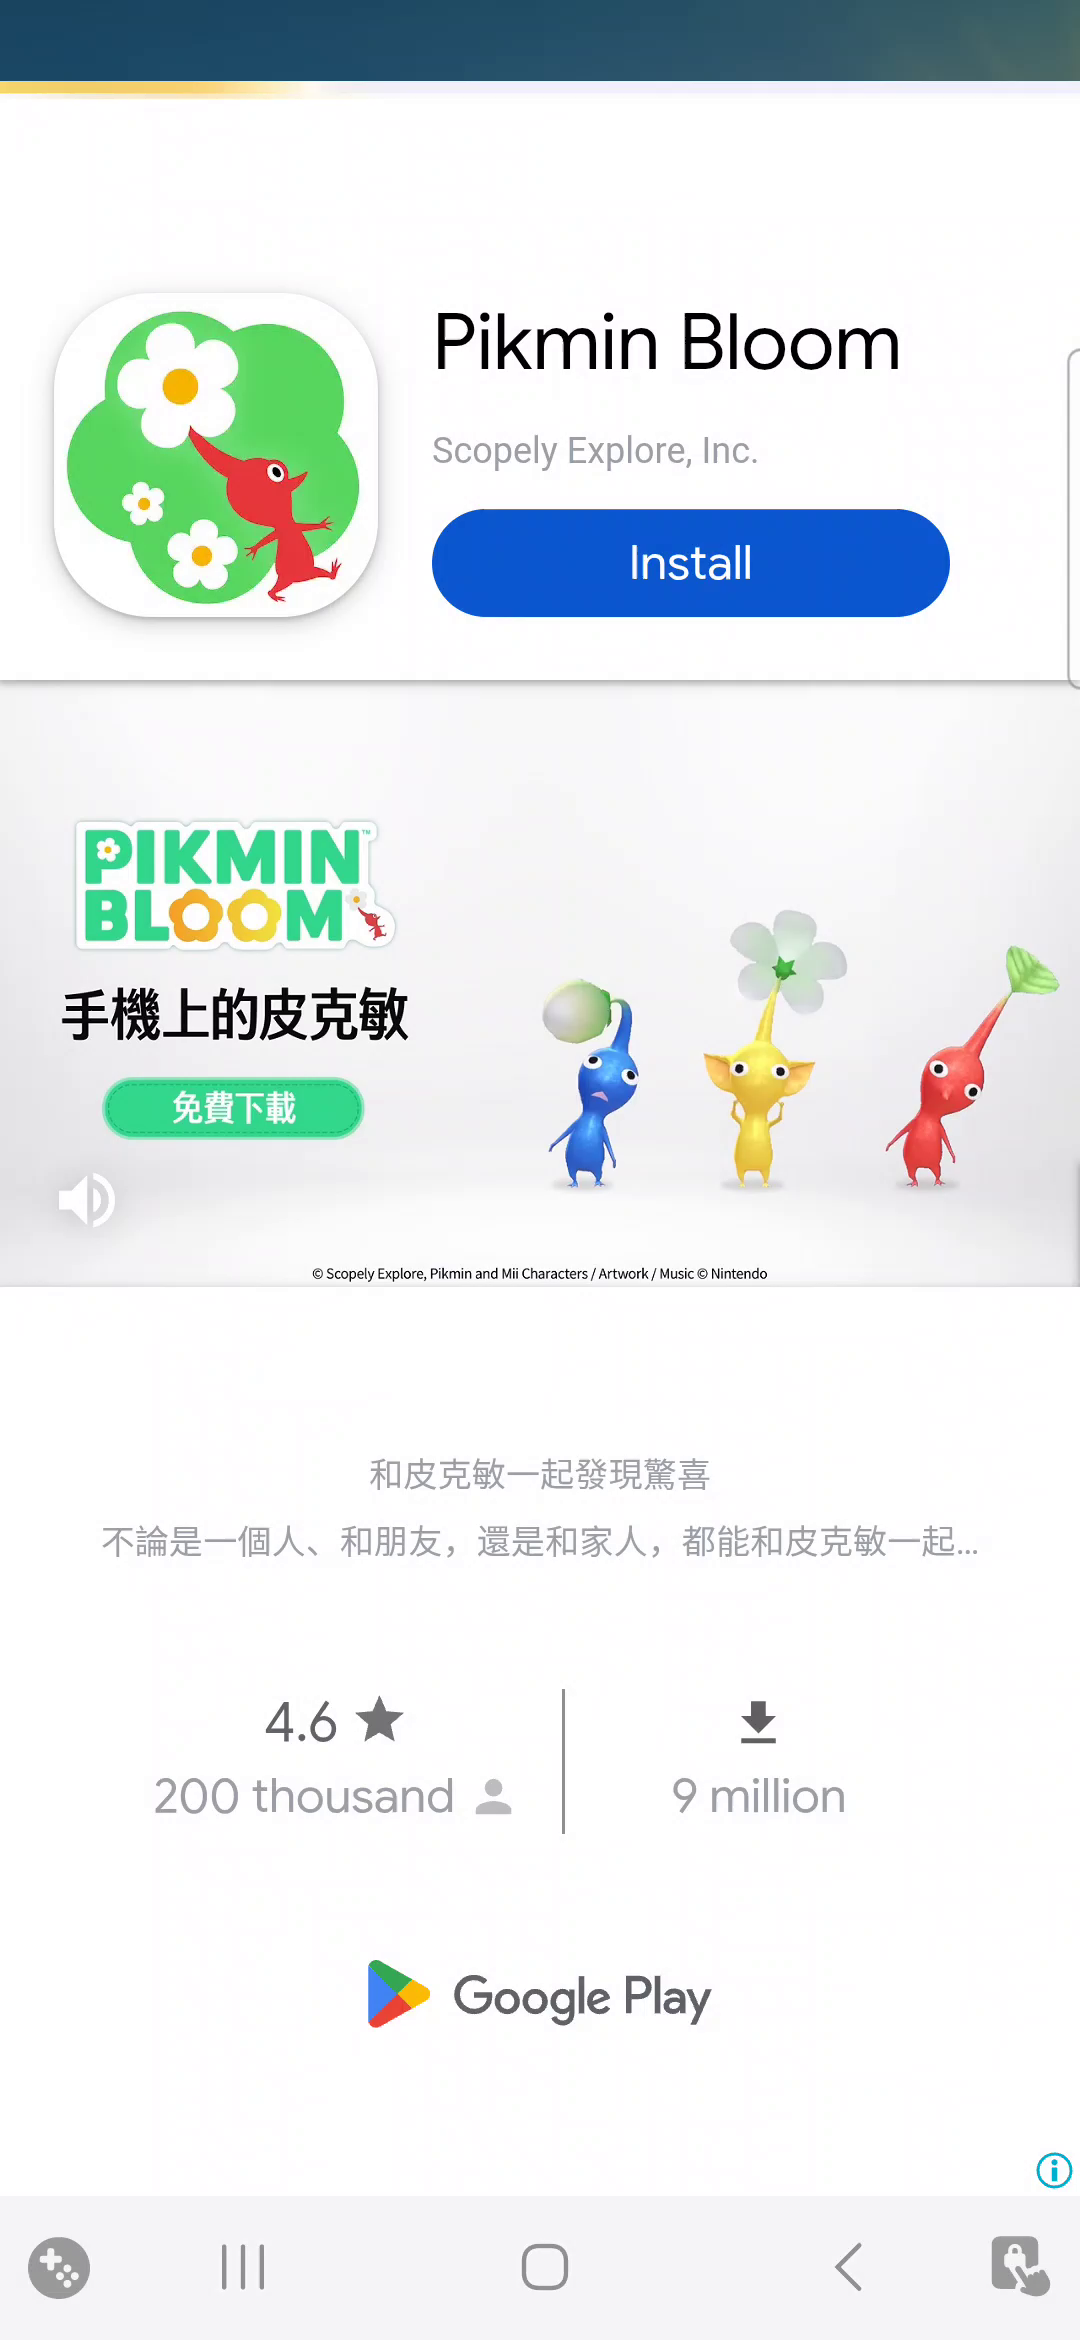 Pikmin Bloom
Scopely Explore, Inc.
Install
PIKMIN™
BLOOM
手機上的皮克敏
免費下載
© Scopely Explore, Pikmin and Mii Characters / Artwork / Music © Nintendo
和皮克敏一起發現驚喜
不論是一個人、和朋友，還是和家人，都能和皮克敏一起...
4.6
200 thousand
9 million
Google Play